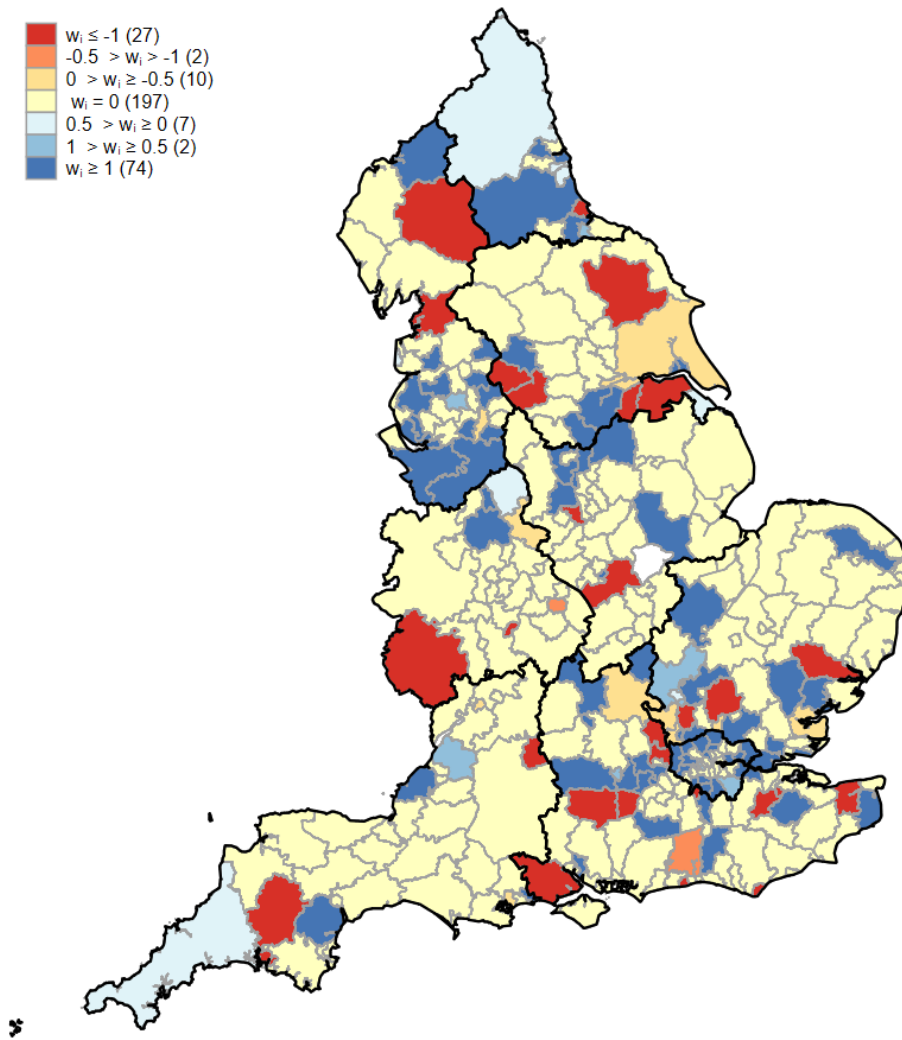 wᵢ ≤ -1 (27)
-0.5 > wᵢ > -1 (2)
0 > wᵢ ≥ -0.5 (10)
wᵢ = 0 (197)
0.5 > wᵢ ≥ 0 (7)
1 > wᵢ ≥ 0.5 (2)
wᵢ ≥ 1 (74)